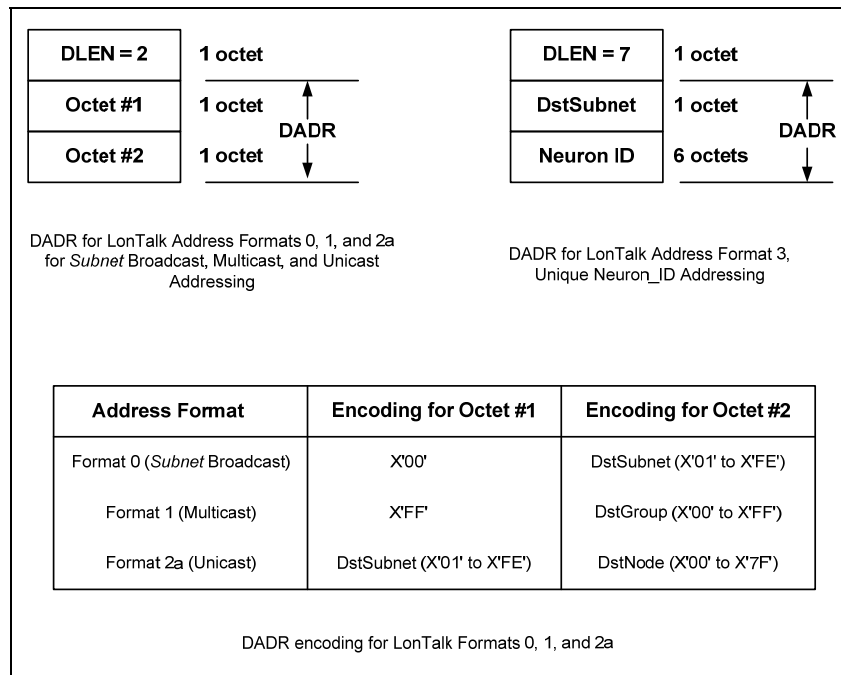 DLEN = 2
1 octet
Octet #1
1 octet
Octet #2
1 octet
DADR
DADR for LonTalk Address Formats 0, 1, and 2a
for Subnet Broadcast, Multicast, and Unicast
Addressing
DLEN = 7
1 octet
DstSubnet
1 octet
Neuron ID
6 octets
DADR
DADR for LonTalk Address Format 3,
Unique Neuron_ID Addressing
Address Format Encoding for Octet #1 Encoding for Octet #2
Format 0 (Subnet Broadcast) X'00' DstSubnet (X'01' to X'FE')
Format 1 (Multicast) X'FF' DstGroup (X'00' to X'FF')
Format 2a (Unicast) DstSubnet (X'01' to X'FE') DstNode (X'00' to X'7F')
DADR encoding for LonTalk Formats 0, 1, and 2a